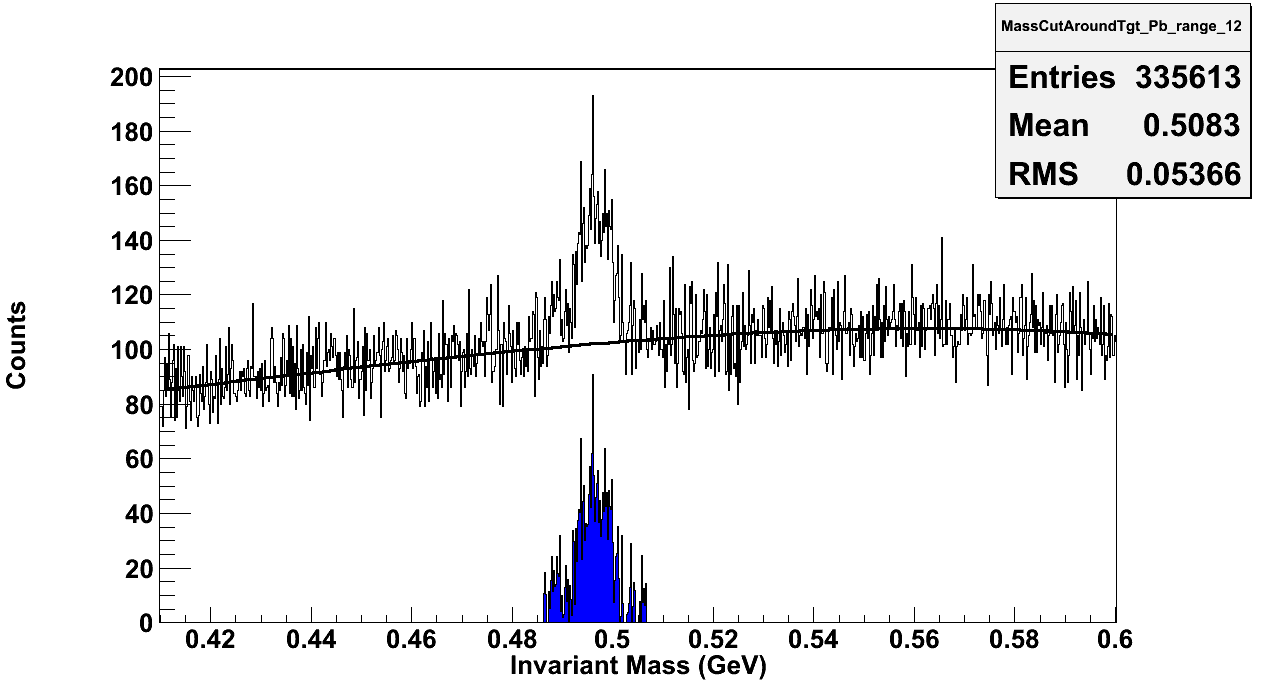 MassCutAroundTgt_Pb_range_12
Entries 335613
Mean 0.5083
RMS 0.05366
200
180
160
140
120
100
80
60
40
20
0
Counts
0.42 0.44 0.46 0.48 0.5 0.52 0.54 0.56 0.58 0.6
Invariant Mass (GeV)